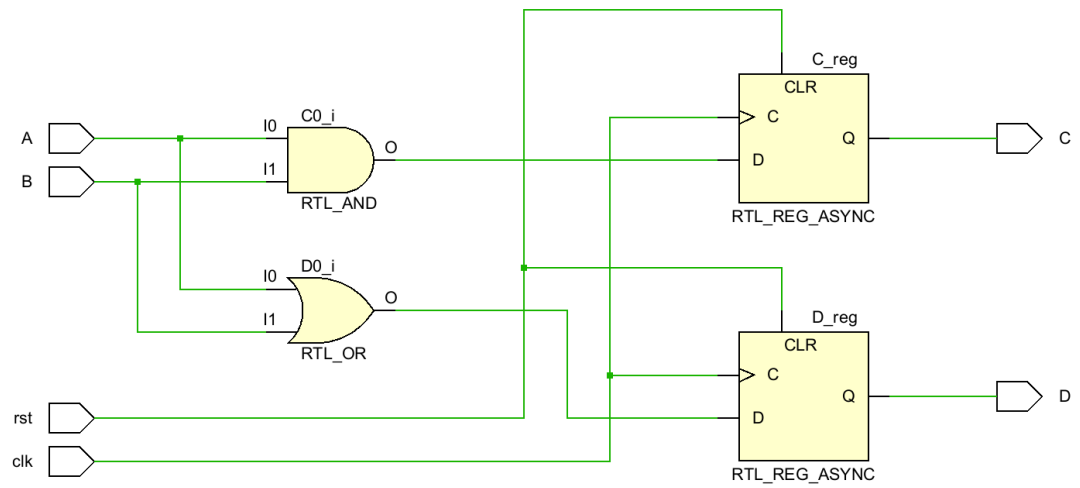 C_reg
CLR
C0_i
A
I0
C
O
Q
C
B
I1
D
RTL_AND
RTL_REG_ASYNC
D0_i
I0
O
I1
D_reg
CLR
RTL_OR
C
Q
D
rst
D
clk
RTL_REG_ASYNC